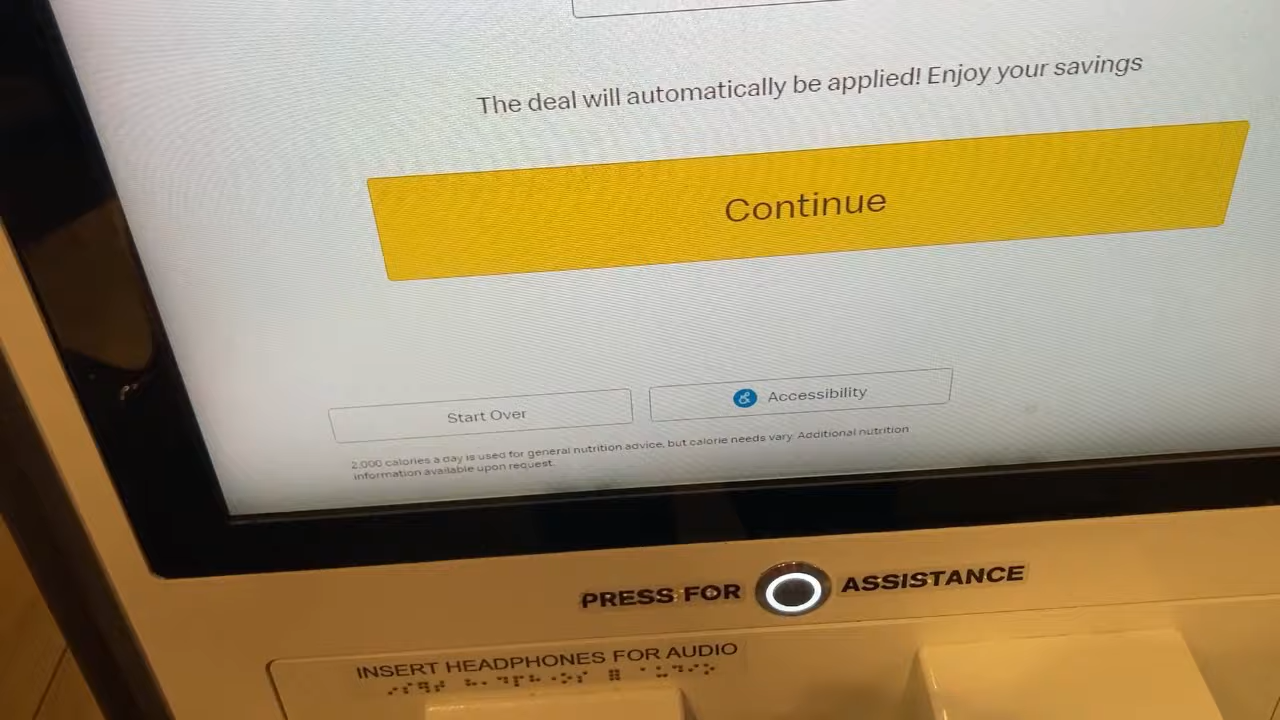 The deal will automatically be applied! Enjoy your savings
Continue
Start Over
Accessibility
2,000 calories a day is used for general nutrition advice, but calorie needs vary. Additional nutrition
information available upon request.
PRESS FOR ASSISTANCE
INSERT HEADPHONES FOR AUDIO